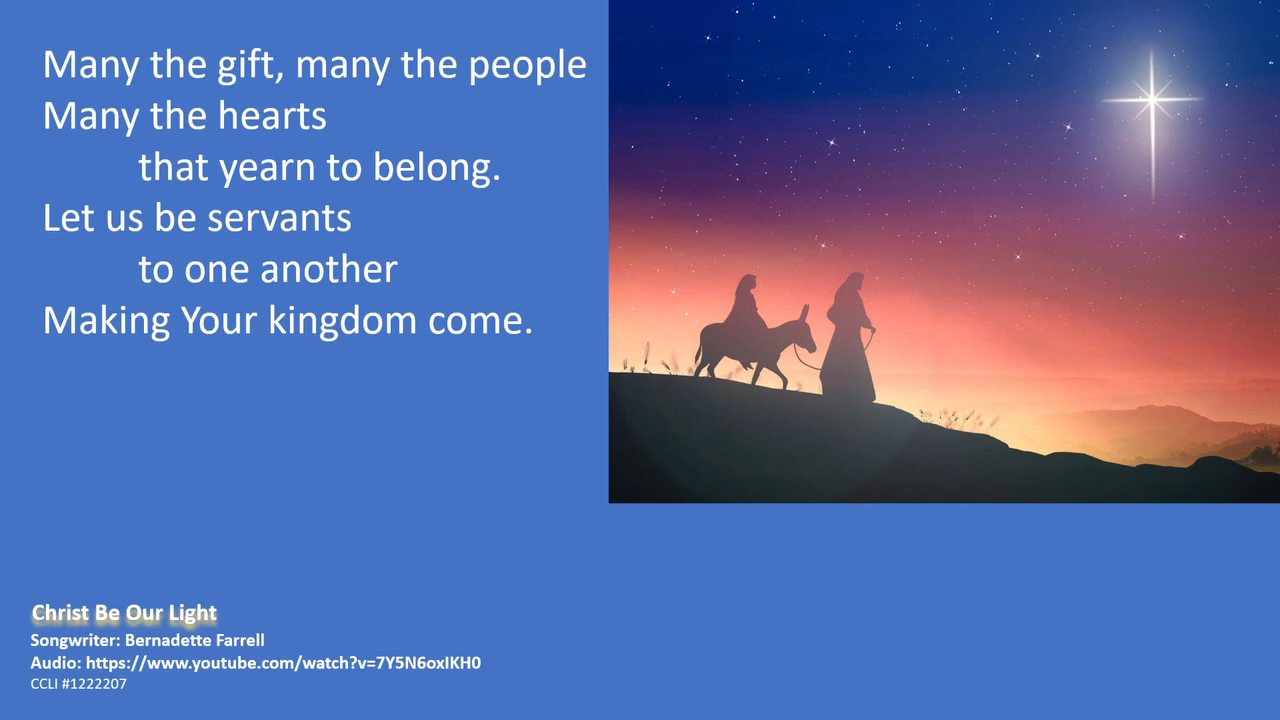 Many the gift, many the people
Many the hearts
that yearn to belong.
Let us be servants
to one another
Making Your kingdom come.
Christ Be Our Light
Songwriter: Bernadette Farrell
Audio: https://www.youtube.com/watch?v=7Y5N6oxIKH0
CCLI #1222207